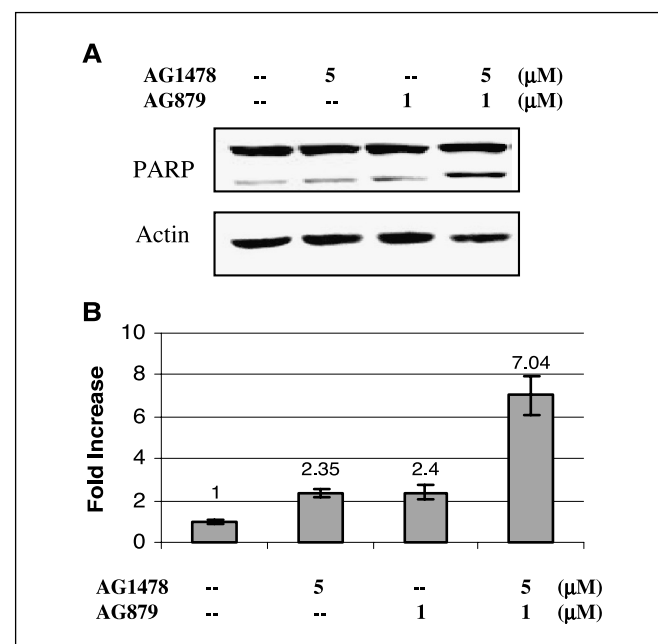 A
AG1478 -- 5 -- 5 (μM)
AG879 -- -- 1 1 (μM)
PARP
Actin
B
Fold Increase
10
8
6
4
2
0
1
2.35
2.4
7.04
AG1478 -- 5 -- 5 (μM)
AG879 -- -- 1 1 (μM)